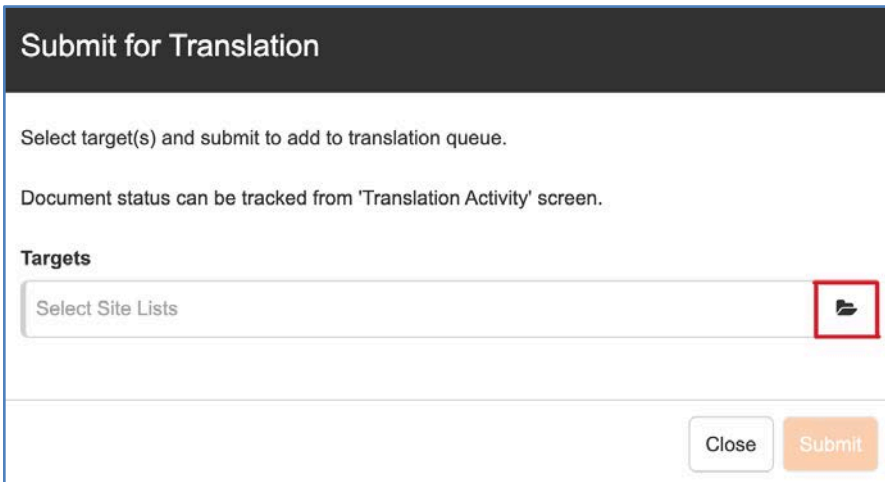 Submit for Translation
Select target(s) and submit to add to translation queue.
Document status can be tracked from 'Translation Activity' screen.
Targets
Select Site Lists
Close Submit